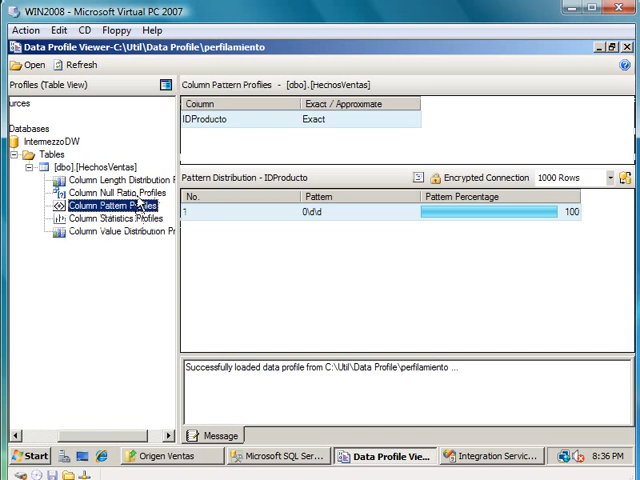 WIN2008 - Microsoft Virtual PC 2007
Action Edit CD Floppy Help
Data Profile Viewer-C:\Util\Data Profile\perfilamiento
Open Refresh
Profiles (Table View)
urces
Databases
IntermezzoDW
Tables
[dbo].[HechosVentas]
Column Length Distribution F
Column Null Ratio Profiles
Column Pattern Profiles
Column Statistics Profiles
Column Value Distribution Pr
Column Pattern Profiles - [dbo].[HechosVentas]
Column Exact / Approximate
IDProducto Exact
Pattern Distribution - IDProducto Encrypted Connection 1000 Rows
No. Pattern Pattern Percentage
1 0\d\d 100
Successfully loaded data profile from C:\Util\Data Profile\perfilamiento ...
Message
Start Origen Ventas Microsoft SQL Ser... Data Profile Vie... Integration Servic... 8:36 PM